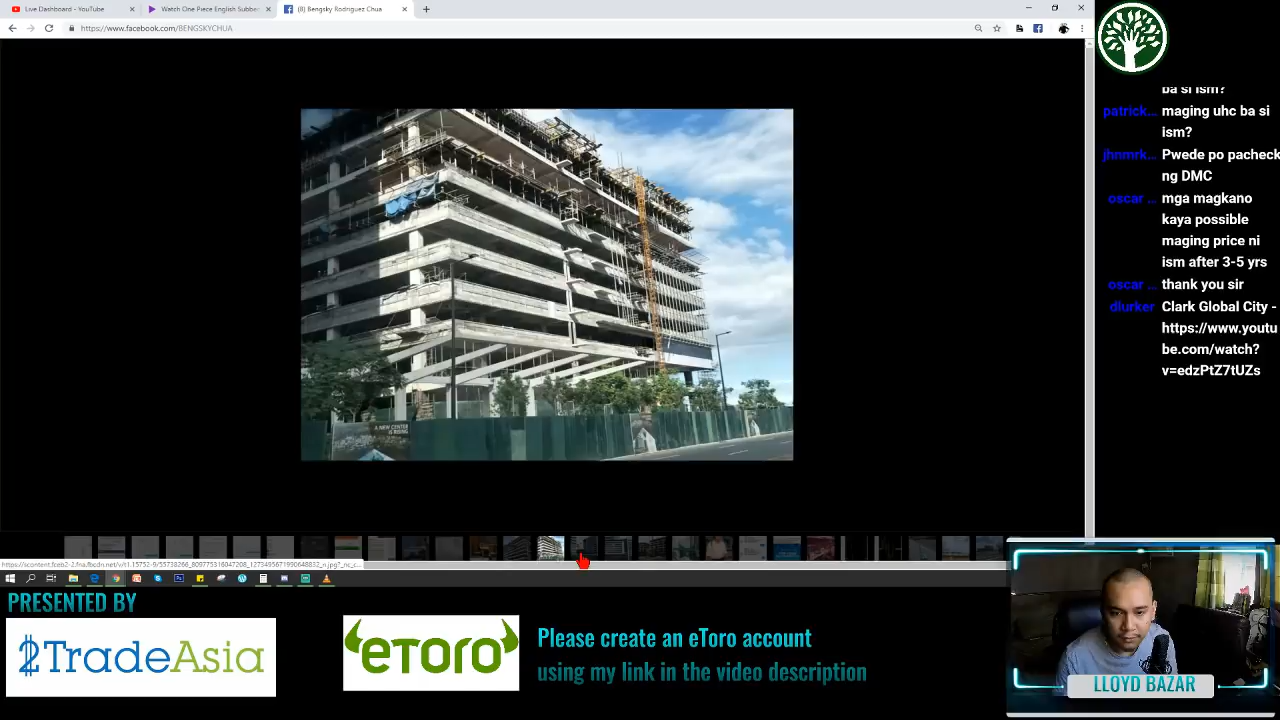 Live Dashboard - YouTube
Watch One Piece English Subbe
(8) Bengsky Rodriguez Chua
https://www.facebook.com/BENGSKYCHUA
ba si ism?
patrick... maging uhc ba si
ism?
jhnmrk... Pwede po pacheck
ng DMC
oscar .. mga magkano
kaya possible
maging price ni
ism after 3-5 yrs
oscar .. thank you sir
dlurker Clark Global City -
https://www.youtu
be.com/watch?
v=edzPtZ7tUZs
A NEW CENTER
IS RISING
PRESENTED BY
2TradeAsia
eToro
Please create an eToro account
using my link in the video description
LLOYD BAZAR